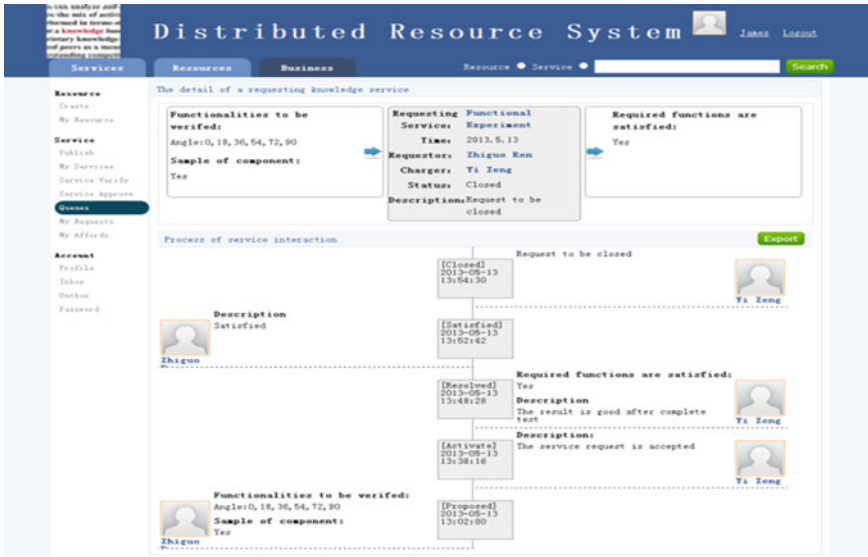 Distributed Resource System
James Logout
Services Resources Business
Resource Service Search
Resource
Create
My Resource
Service
Publish
My Services
Service Verify
Service Approve
Queues
My Requests
My Affords
Account
Profile
Inbox
Outbox
Password
The detail of a requesting knowledge service
Functionalities to be
verifed:
Angle:0,18,36,54,72,90
Sample of component:
Yes
Requesting Functional
Service: Experiment
Time: 2013.5.13
Requestor: Zhiguo Ren
Charger: Yi Zeng
Status: Closed
Description:Request to be
closed
Required functions are
satisfied:
Yes
Process of service interaction
Export
[Closed]
2013-05-13
13:54:30
Request to be closed
Yi Zeng
Description
Satisfied
Zhiguo
[Satisfied]
2013-05-13
13:52:42
[Resolved]
2013-05-13
13:48:28
Required functions are satisfied:
Yes
Description
The result is good after complete
test
Yi Zeng
[Activate]
2013-05-13
13:38:16
Description:
The service request is accepted
Yi Zeng
Functionalities to be verifed:
Angle:0,18,36,54,72,90
Sample of component:
Yes
Zhiguo
[Proposed]
2013-05-13
13:02:00